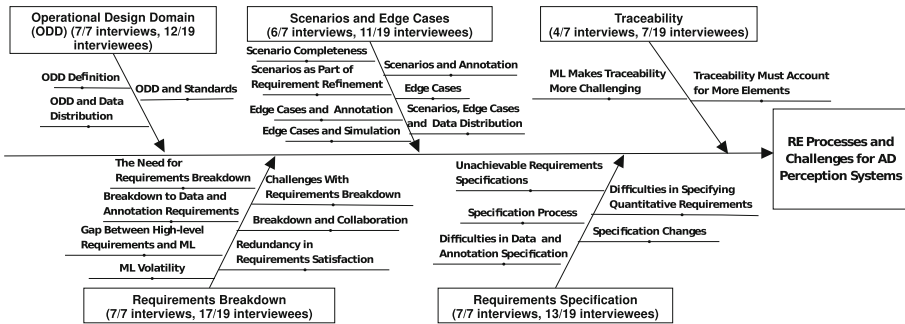 Operational Design Domain
(ODD) (7/7 interviews, 12/19
interviewees)
Scenarios and Edge Cases
(6/7 interviews, 11/19
interviewees)
Traceability
(4/7 interviews, 7/19
interviewees)
ODD Definition
ODD and Standards
ODD and Data
Distribution
Scenario Completeness
Scenarios as Part of
Requirement Refinement
Edge Cases and Annotation
Edge Cases and Simulation
Scenarios and Annotation
Edge Cases
Scenarios, Edge Cases
and Data Distribution
ML Makes Traceability
More Challenging
Traceability Must Account
for More Elements
RE Processes and
Challenges for AD
Perception Systems
The Need for
Requirements Breakdown
Breakdown to Data and
Annotation Requirements
Gap Between High-level
Requirements and ML
ML Volatility
Challenges With
Requirements Breakdown
Breakdown and Collaboration
Redundancy in
Requirements Satisfaction
Unachievable Requirements
Specifications
Specification Process
Difficulties in Data and
Annotation Specification
Difficulties in Specifying
Quantitative Requirements
Specification Changes
Requirements Breakdown
(7/7 interviews, 17/19 interviewees)
Requirements Specification
(7/7 interviews, 13/19 interviewees)